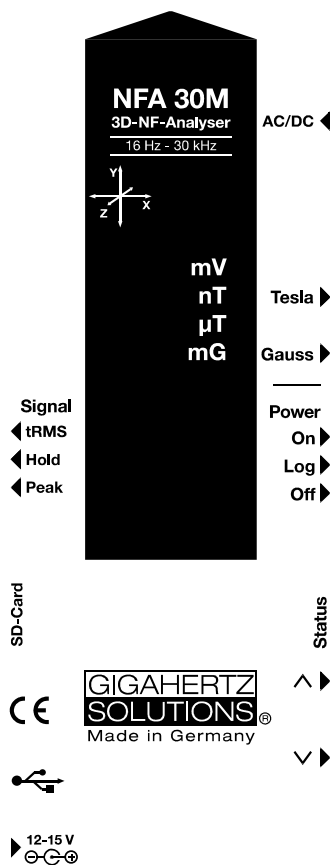 NFA 30M
3D-NF-Analyser
16 Hz - 30 kHz
AC/DC
Y
X
Z
mV
nT
µT
mG
Tesla
Gauss
Signal
tRMS
Hold
Peak
Power
On
Log
Off
SD-Card
Status
CE
GIGAHERTZ
SOLUTIONS®
Made in Germany
12-15 V